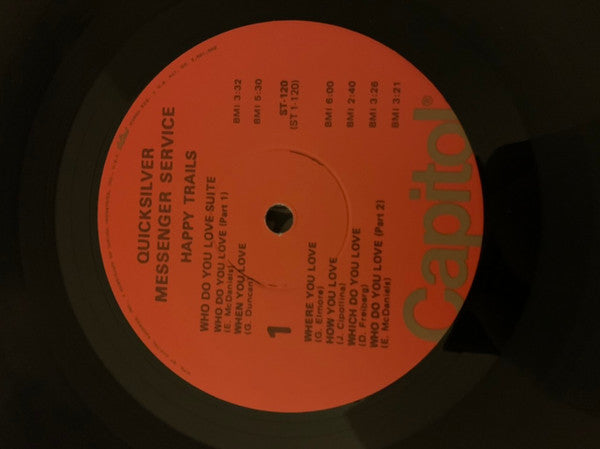 QUICKSILVER
MESSENGER SERVICE
HAPPY TRAILS
WHO DO YOU LOVE SUITE
WHO DO YOU LOVE (Part 1) BMI 3:32
(E. McDaniels)
WHEN YOU LOVE BMI 5:30
(G. Duncan)
1
ST-120
(ST 1-120)
WHERE YOU LOVE BMI 6:00
(G. Elmore)
HOW YOU LOVE BMI 2:40
(J. Cipollina)
WHICH DO YOU LOVE BMI 3:26
(D. Freiberg)
WHO DO YOU LOVE (Part 2) BMI 3:21
(E. McDaniels)
Capitol®